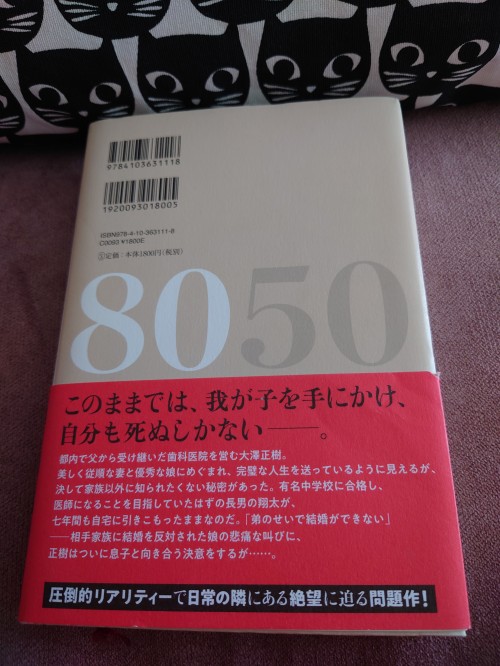 9784103631118
1920093018005
ISBN978-4-10-363111-8
C0093 ¥1800E
定価：本体1800円(税別)
8050
このままでは、我が子を手にかけ、
自分も死ぬしかない――。
都内で父から受け継いだ歯科医院を営む大澤正樹。
美しく従順な妻と優秀な娘にめぐまれ、完璧な人生を送っているように見えるが、
決して家族以外に知られたくない秘密があった。有名中学校に合格し、
医師になることを目指していたはずの長男の翔太が、
七年間も自宅に引きこもったままなのだ。「弟のせいで結婚ができない」
――相手家族に結婚を反対された娘の悲痛な叫びに、
正樹はついに息子と向き合う決意をするが……。
圧倒的リアリティーで日常の隣にある絶望に迫る問題作！